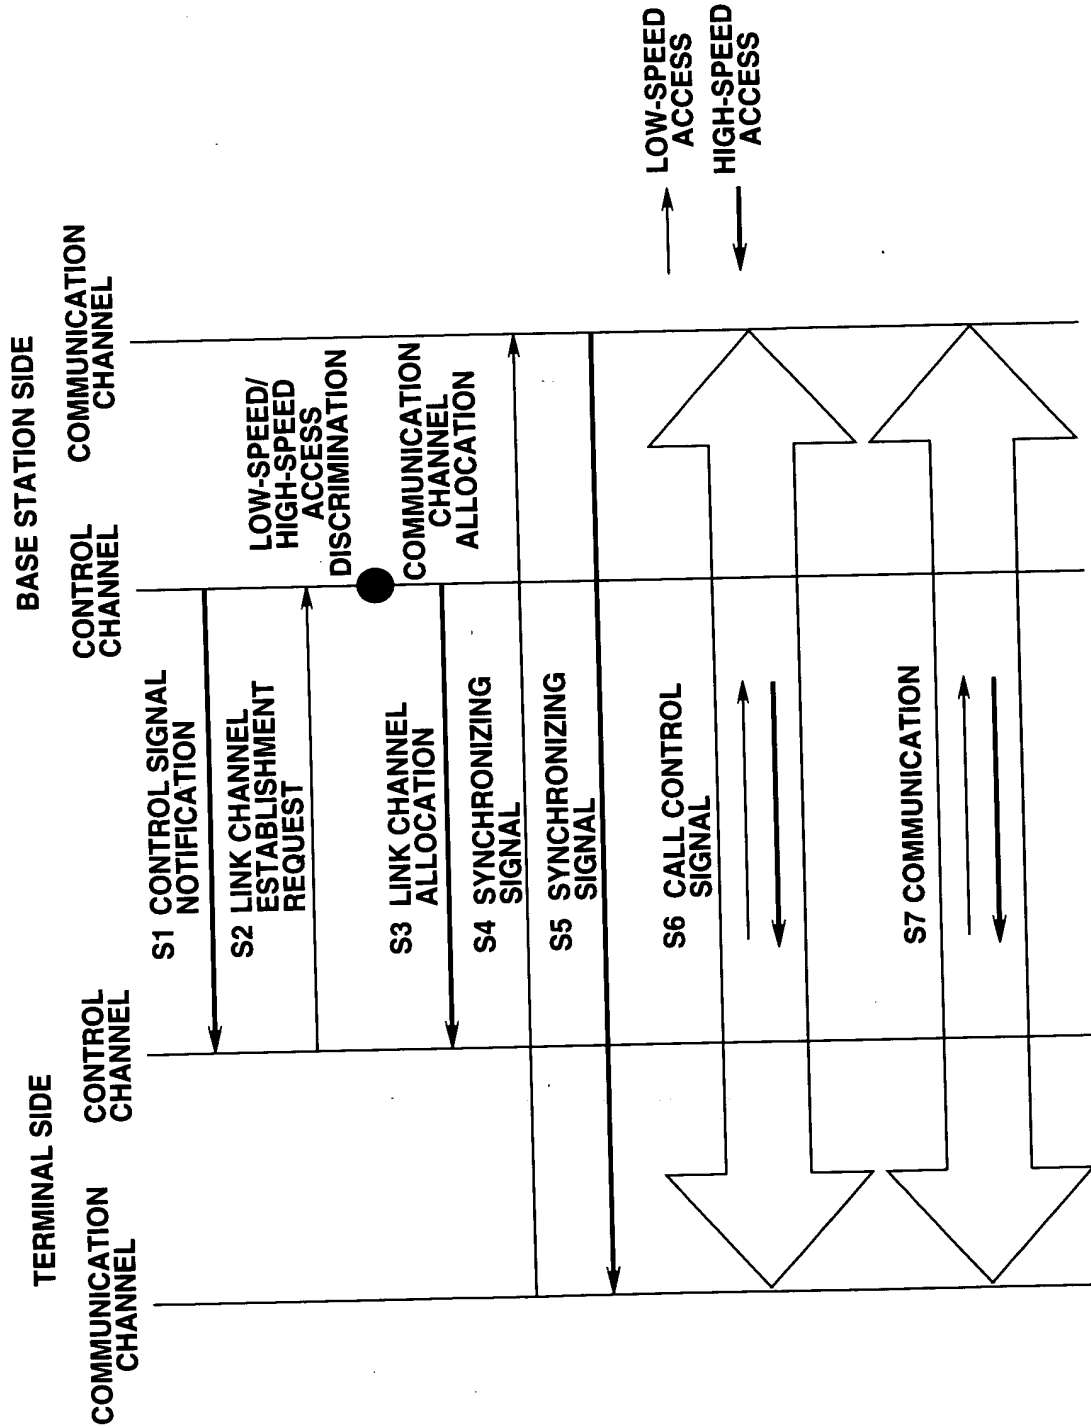 TERMINAL SIDE
BASE STATION SIDE
COMMUNICATION
CHANNEL
CONTROL
CHANNEL
CONTROL
CHANNEL
COMMUNICATION
CHANNEL
S1 CONTROL SIGNAL
NOTIFICATION
S2 LINK CHANNEL
ESTABLISHMENT
REQUEST
LOW-SPEED/
HIGH-SPEED
ACCESS
DISCRIMINATION
S3 LINK CHANNEL
ALLOCATION
COMMUNICATION
CHANNEL
ALLOCATION
S4 SYNCHRONIZING
SIGNAL
S5 SYNCHRONIZING
SIGNAL
S6 CALL CONTROL
SIGNAL
S7 COMMUNICATION
LOW-SPEED
ACCESS
HIGH-SPEED
ACCESS